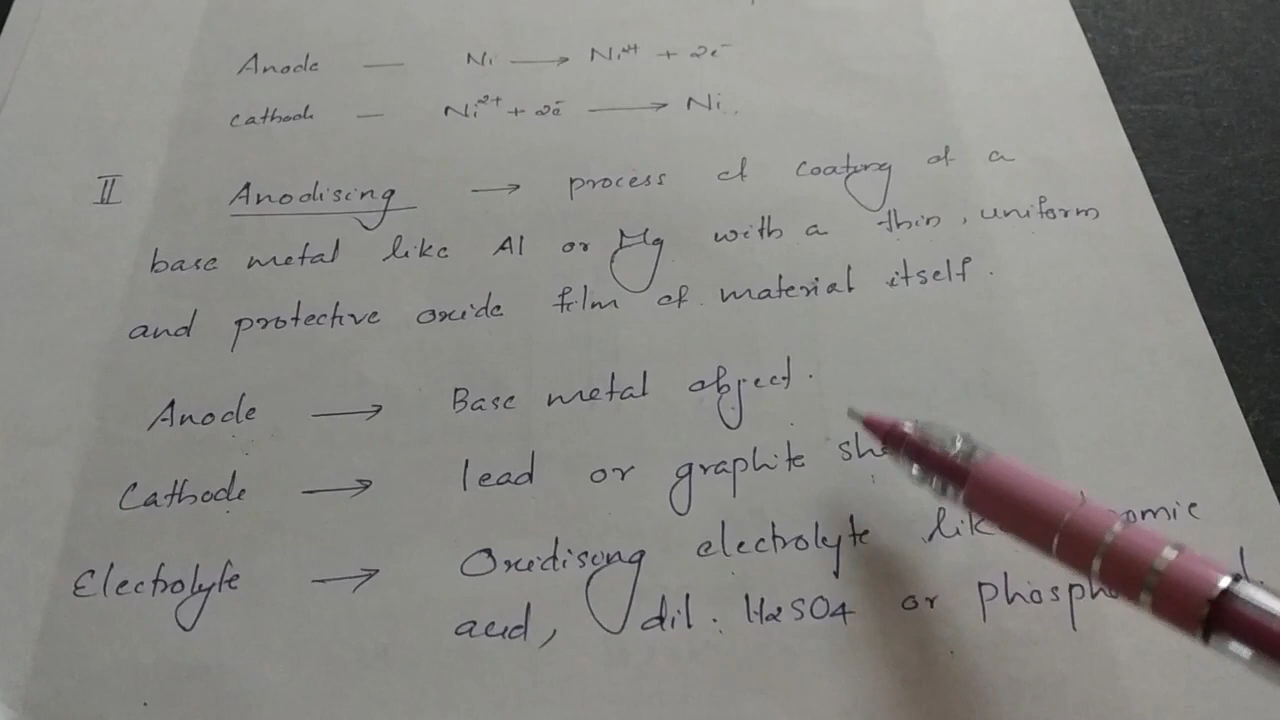 Anode — Ni → Ni2+ + 2e-
Cathode — Ni2+ + 2e- → Ni.
II Anodising → process of coating of a
base metal like Al or Mg with a thin, uniform
and protective oxide film of material itself.
Anode → Base metal object.
Cathode → lead or graphite
Electrolyte → Oxidising electrolyte
acid, dil. H2SO4 or